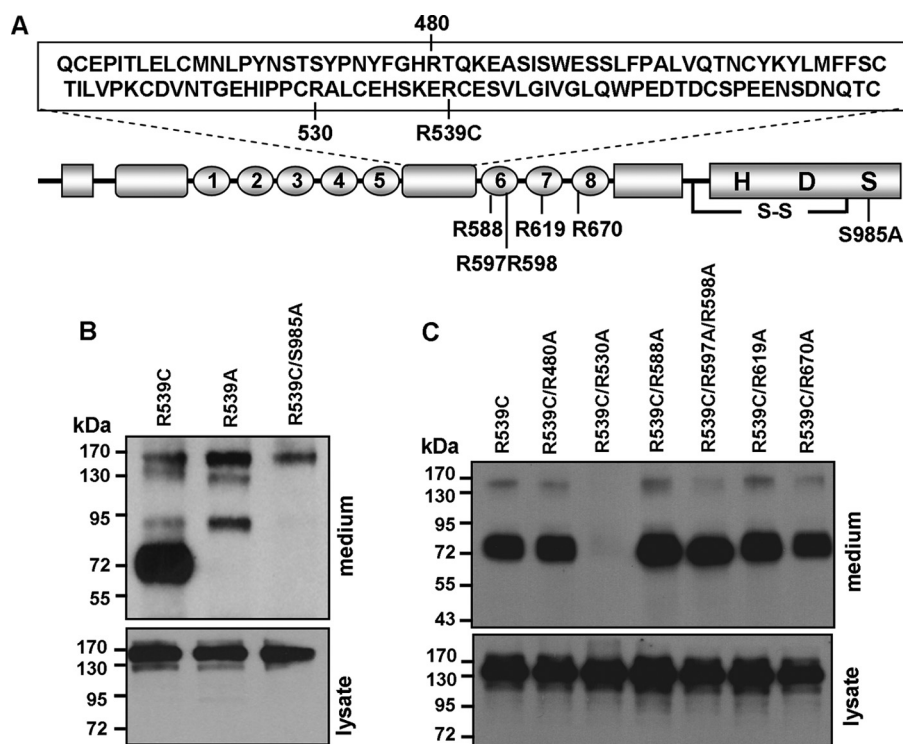 A
480
QCEPITLELCMNLPYNSTSYPNYFGHRTQKEASISWESSLFPALVQTNCYKYLMFFSC
TILVPKCDVNTGEHIPPCRALCEHSKERCESVLGIVGLQWPEDTDCSPEENSDNQTC
530 R539C
1 2 3 4 5 6 7 8 H D S
S-S
R588 R619 R670 S985A
R597R598
B
R539C R539A R539C/S985A
kDa
170
130
95
72
55
medium
170
130
95
72
lysate
C
R539C R539C/R480A R539C/R530A R539C/R588A R539C/R597A/R598A R539C/R619A R539C/R670A
kDa
170
130
95
72
55
43
medium
170
130
95
72
lysate